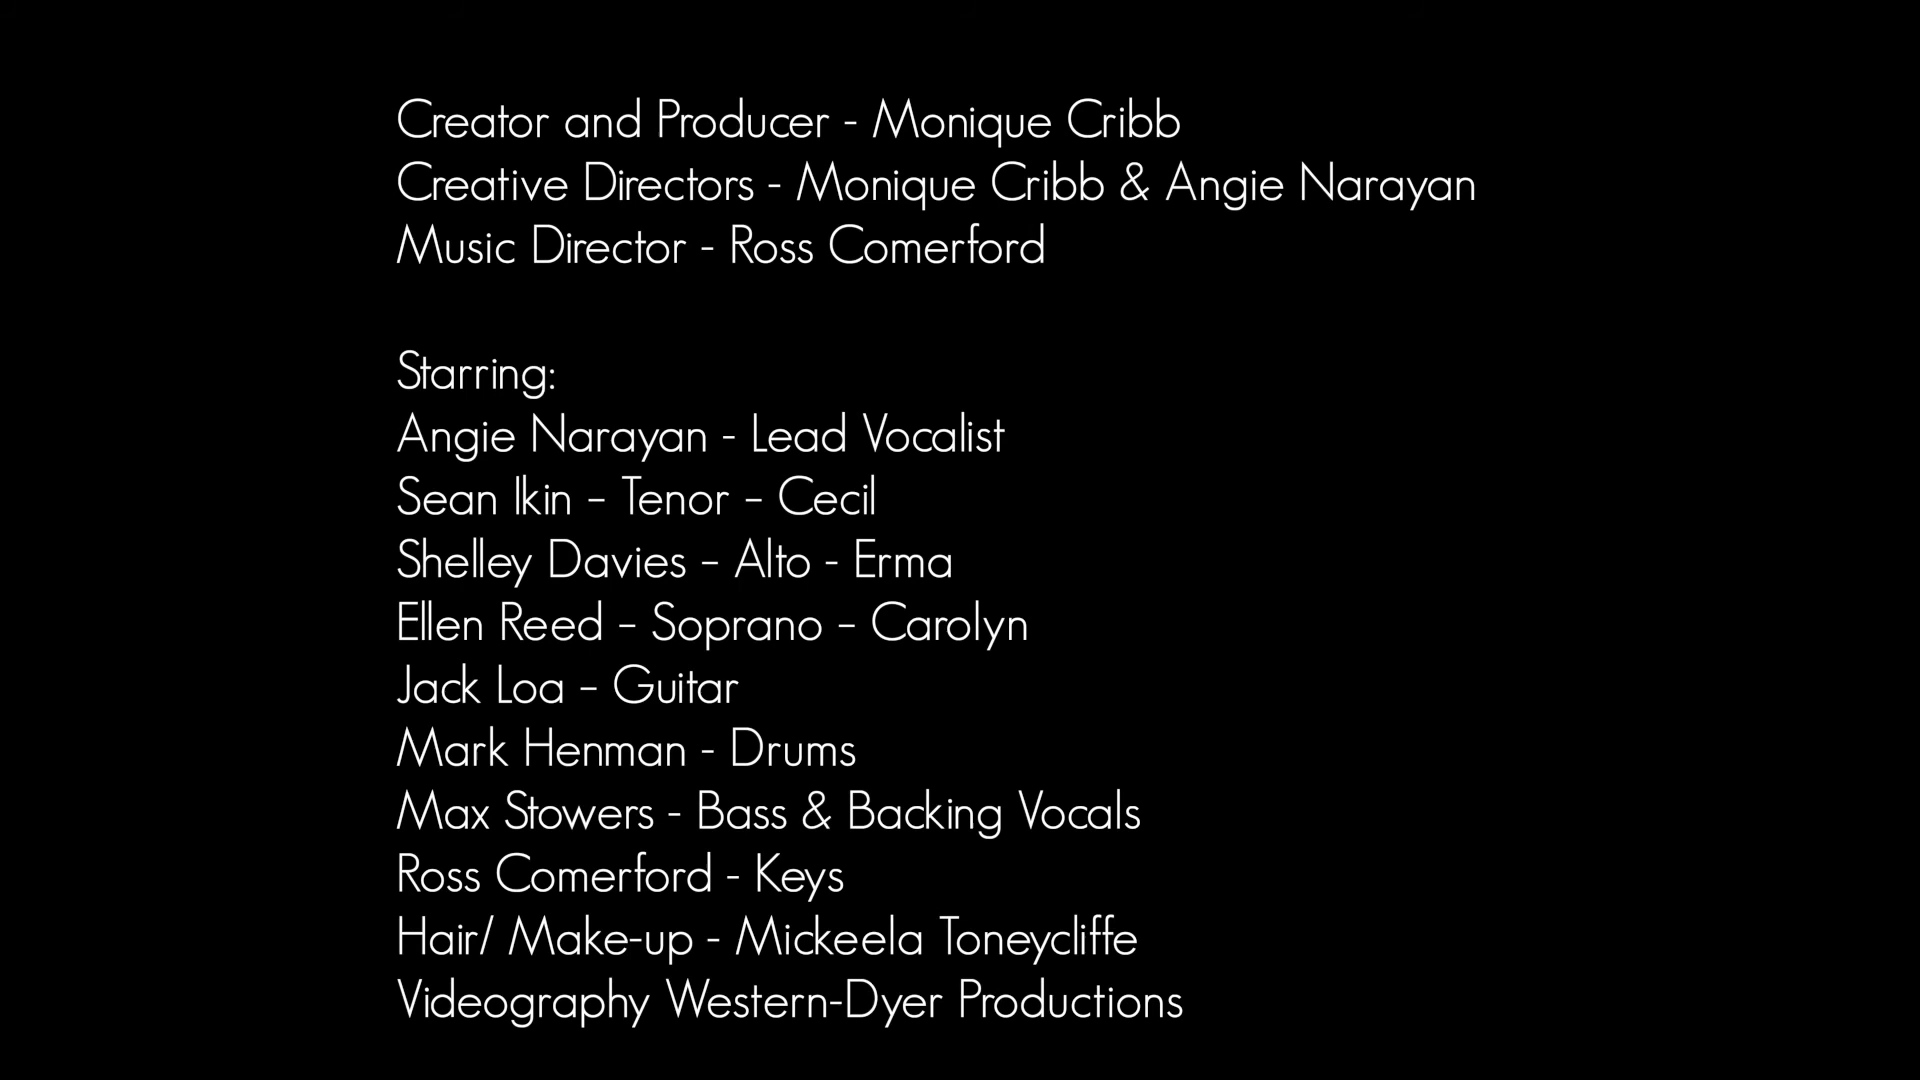 Creator and Producer - Monique Cribb
Creative Directors - Monique Cribb & Angie Narayan
Music Director - Ross Comerford
Starring:
Angie Narayan - Lead Vocalist
Sean Ikin – Tenor – Cecil
Shelley Davies – Alto - Erma
Ellen Reed – Soprano – Carolyn
Jack Loa – Guitar
Mark Henman - Drums
Max Stowers - Bass & Backing Vocals
Ross Comerford - Keys
Hair/ Make-up - Mickeela Toneycliffe
Videography Western-Dyer Productions